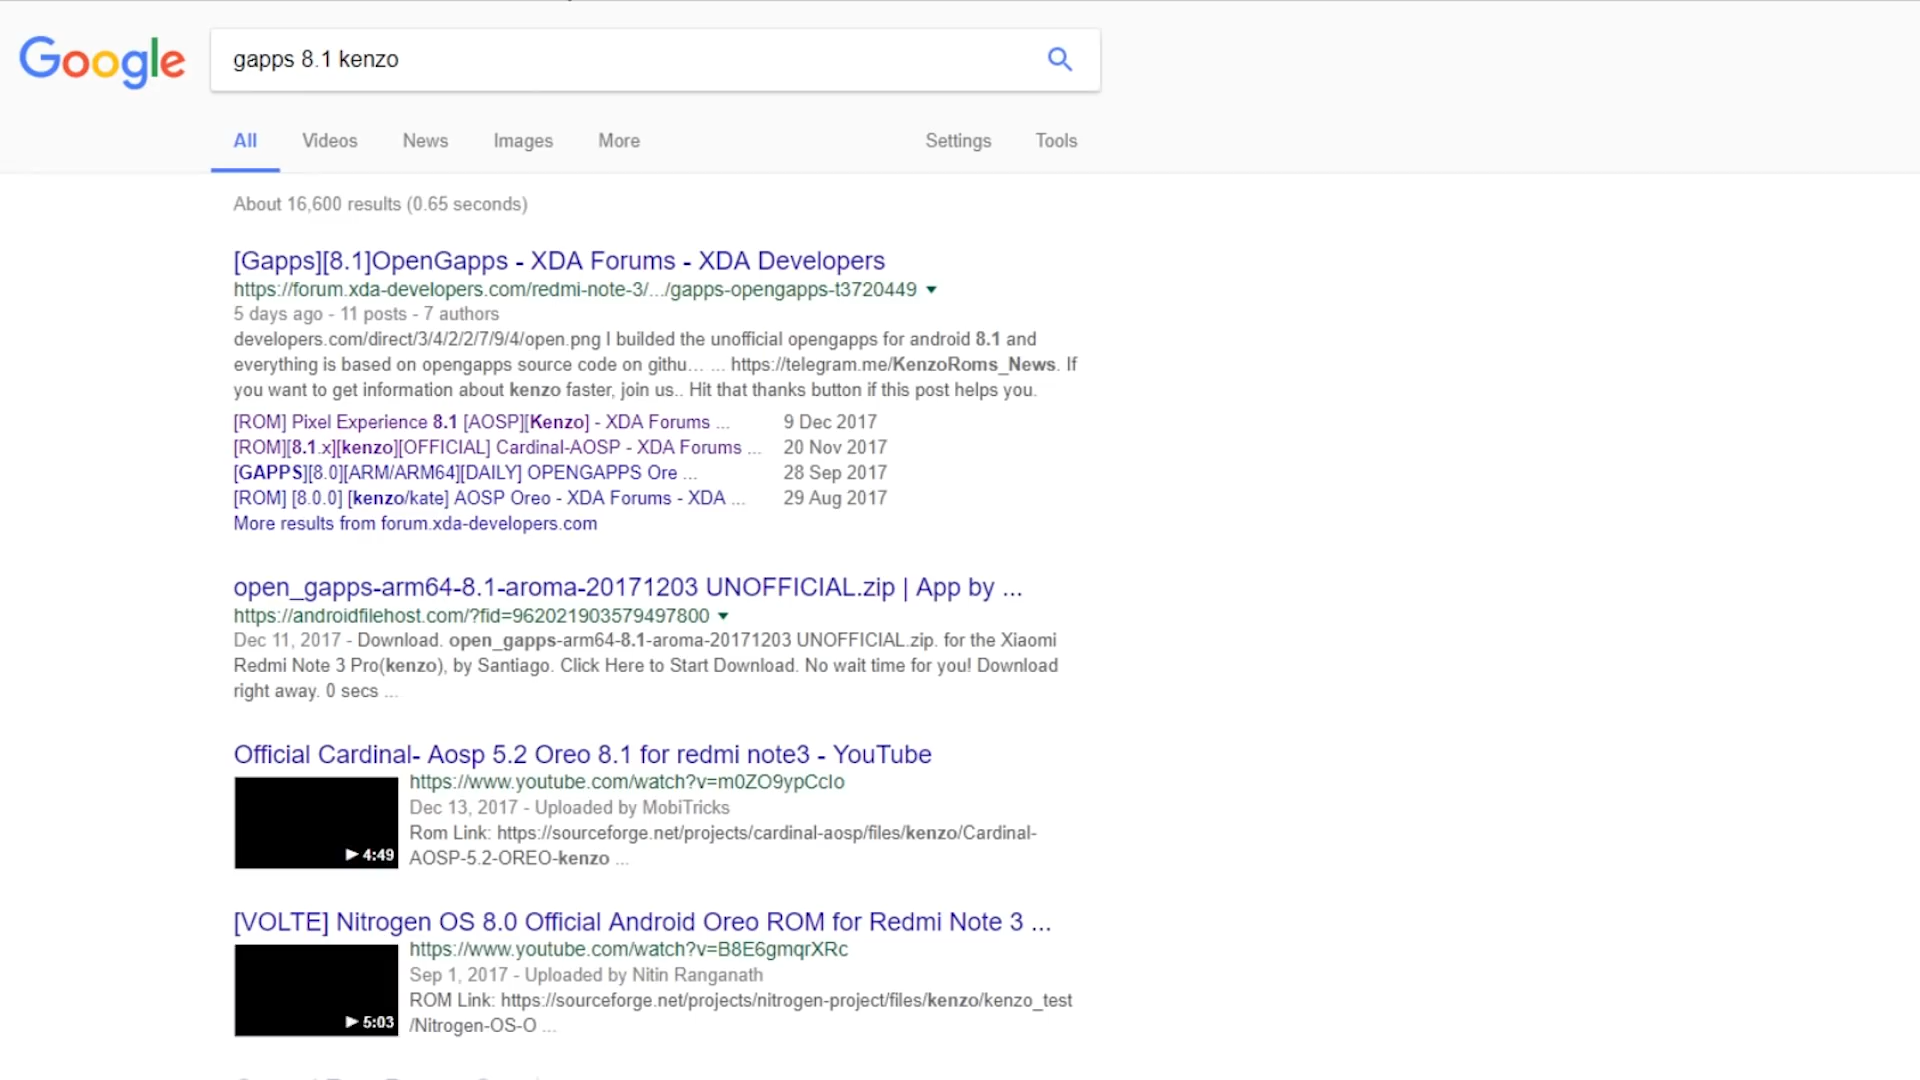 Google
gapps 8.1 kenzo
All Videos News Images More Settings Tools
About 16,600 results (0.65 seconds)
[Gapps][8.1]OpenGapps - XDA Forums - XDA Developers
https://forum.xda-developers.com/redmi-note-3/.../gapps-opengapps-t3720449
5 days ago - 11 posts - 7 authors
developers.com/direct/3/4/2/2/7/9/4/open.png I builded the unofficial opengapps for android 8.1 and
everything is based on opengapps source code on githu... ... https://telegram.me/KenzoRoms_News. If
you want to get information about kenzo faster, join us.. Hit that thanks button if this post helps you.
[ROM] Pixel Experience 8.1 [AOSP][Kenzo] - XDA Forums ... 9 Dec 2017
[ROM][8.1.x][kenzo][OFFICIAL] Cardinal-AOSP - XDA Forums ... 20 Nov 2017
[GAPPS][8.0][ARM/ARM64][DAILY] OPENGAPPS Ore ... 28 Sep 2017
[ROM] [8.0.0] [kenzo/kate] AOSP Oreo - XDA Forums - XDA ... 29 Aug 2017
More results from forum.xda-developers.com
open_gapps-arm64-8.1-aroma-20171203 UNOFFICIAL.zip | App by ...
https://androidfilehost.com/?fid=962021903579497800
Dec 11, 2017 - Download. open_gapps-arm64-8.1-aroma-20171203 UNOFFICIAL.zip. for the Xiaomi
Redmi Note 3 Pro(kenzo), by Santiago. Click Here to Start Download. No wait time for you! Download
right away. 0 secs ...
Official Cardinal- Aosp 5.2 Oreo 8.1 for redmi note3 - YouTube
https://www.youtube.com/watch?v=m0ZO9ypCcIo
Dec 13, 2017 - Uploaded by MobiTricks
Rom Link: https://sourceforge.net/projects/cardinal-aosp/files/kenzo/Cardinal-
4:49 AOSP-5.2-OREO-kenzo ...
[VOLTE] Nitrogen OS 8.0 Official Android Oreo ROM for Redmi Note 3 ...
https://www.youtube.com/watch?v=B8E6gmqrXRc
Sep 1, 2017 - Uploaded by Nitin Ranganath
ROM Link: https://sourceforge.net/projects/nitrogen-project/files/kenzo/kenzo_test
5:03 /Nitrogen-OS-O ...